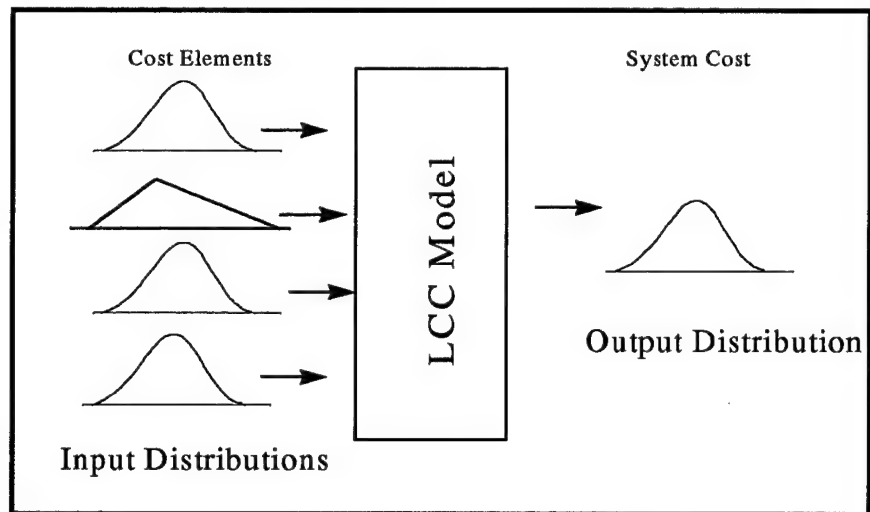 Cost Elements
System Cost
LCC Model
Output Distribution
Input Distributions